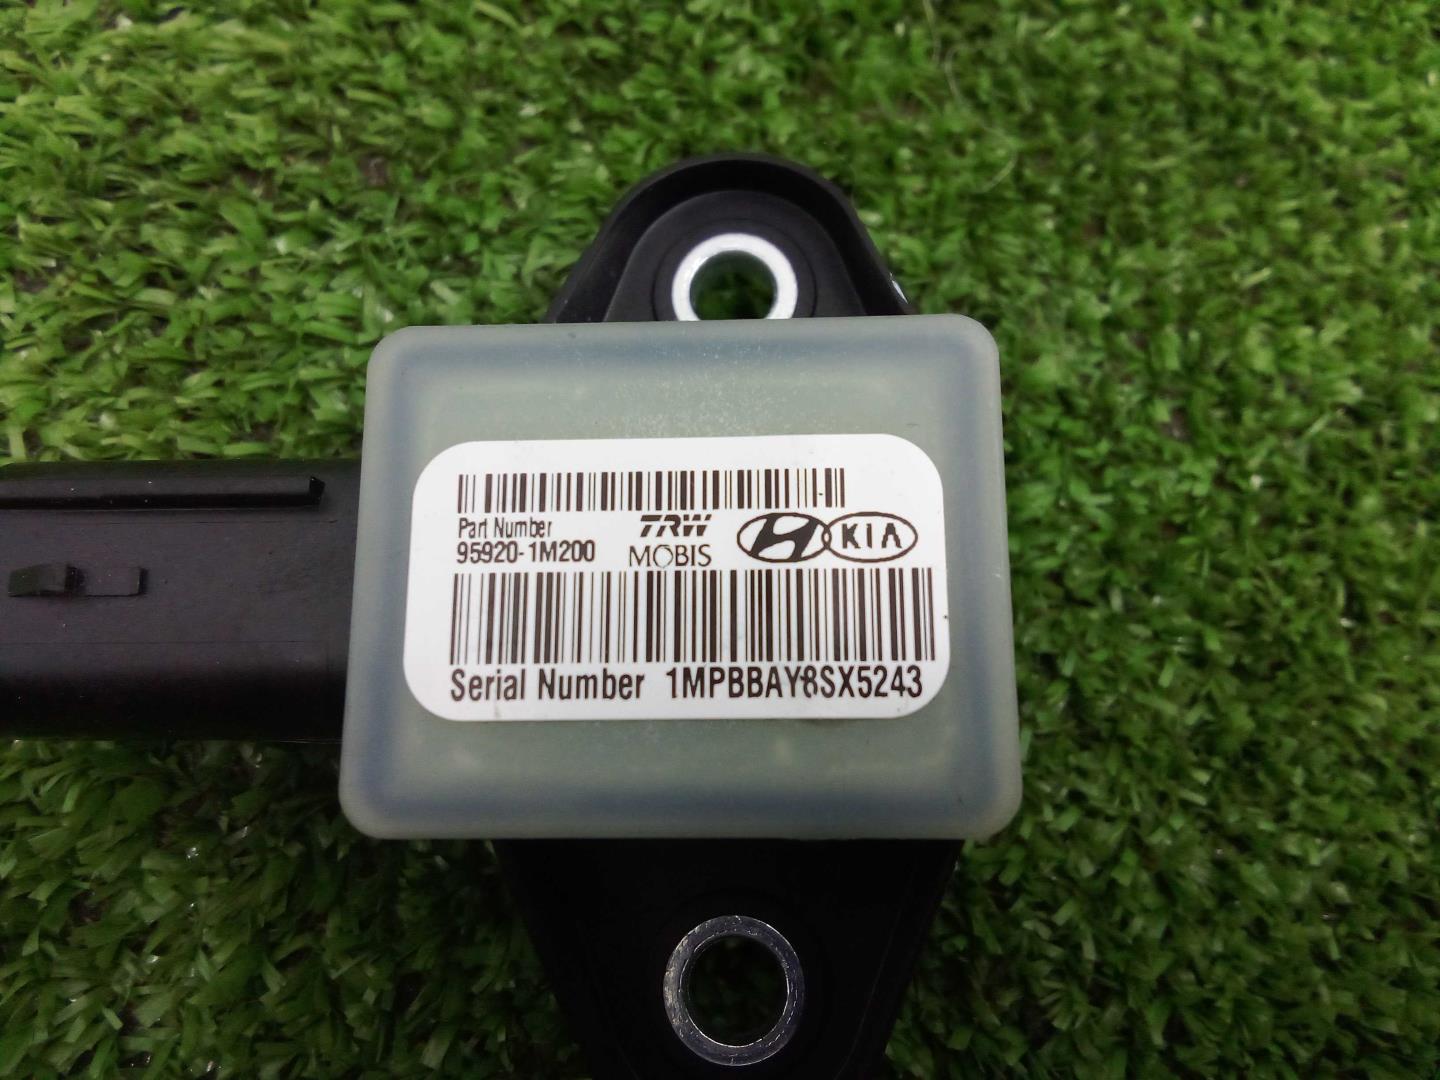 Part Number
95920-1M200
TRW
MOBIS
KIA
Serial Number 1MPBBAY8SX5243